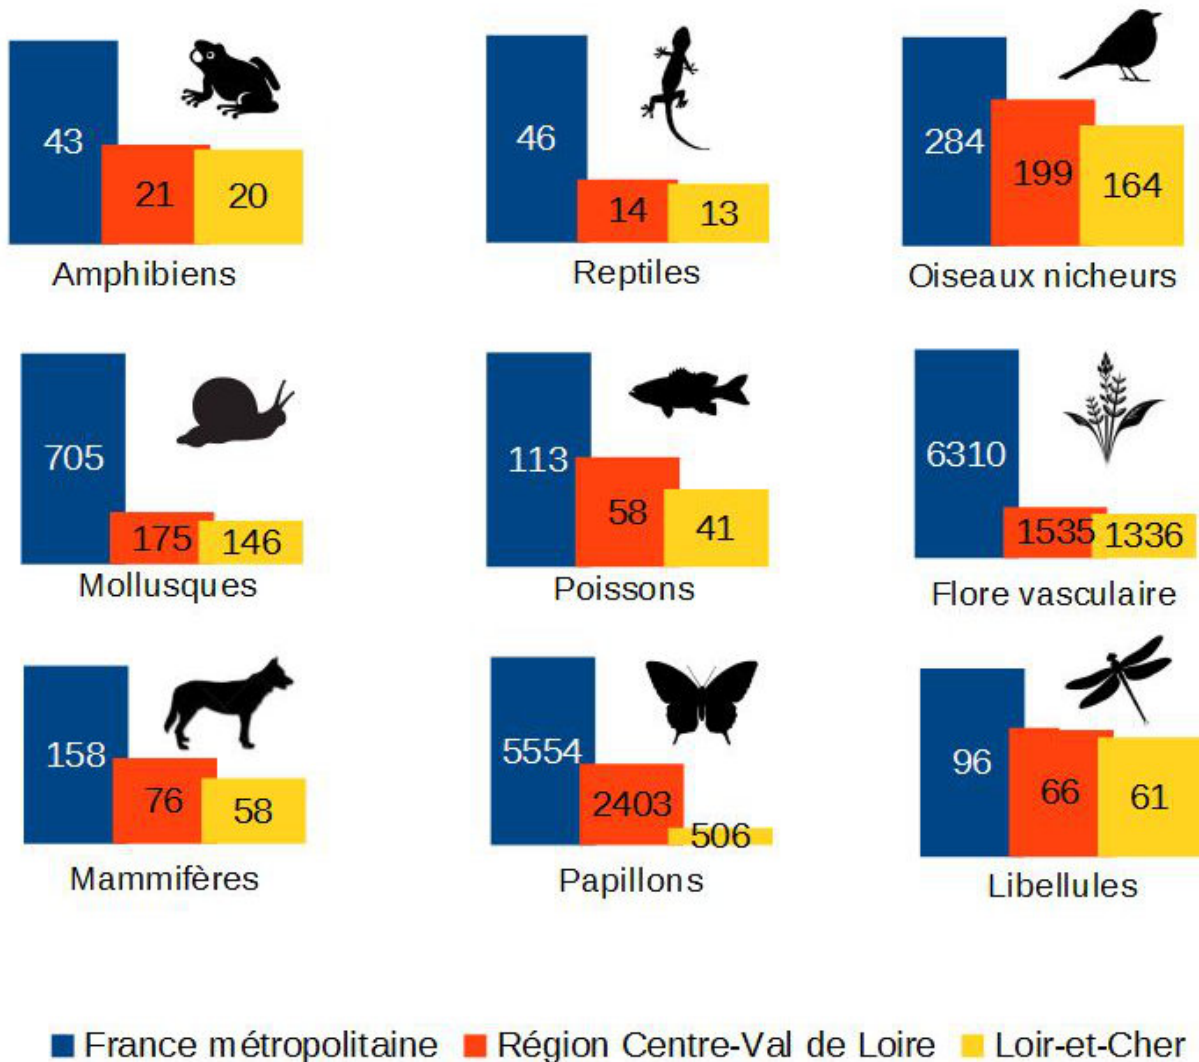 43
21
20
Amphibiens
46
14
13
Reptiles
284
199
164
Oiseaux nicheurs
705
175
146
Mollusques
113
58
41
Poissons
6310
1535
1336
Flore vasculaire
158
76
58
Mammifères
5554
2403
506
Papillons
96
66
61
Libellules
France métropolitaine Région Centre-Val de Loire Loir-et-Cher